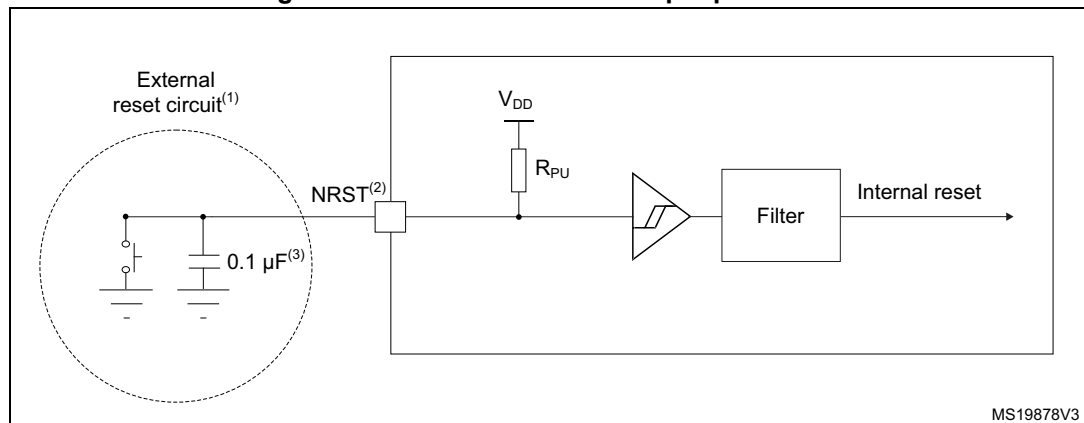 External
reset circuit(1)
VDD
RPU
NRST(2)
0.1 µF(3)
Filter
Internal reset
MS19878V3